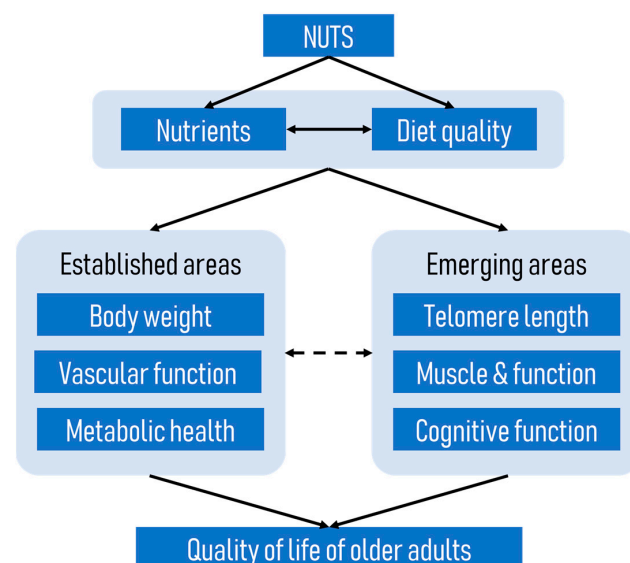 NUTS
Nutrients
Diet quality
Established areas
Body weight
Vascular function
Metabolic health
Emerging areas
Telomere length
Muscle & function
Cognitive function
Quality of life of older adults